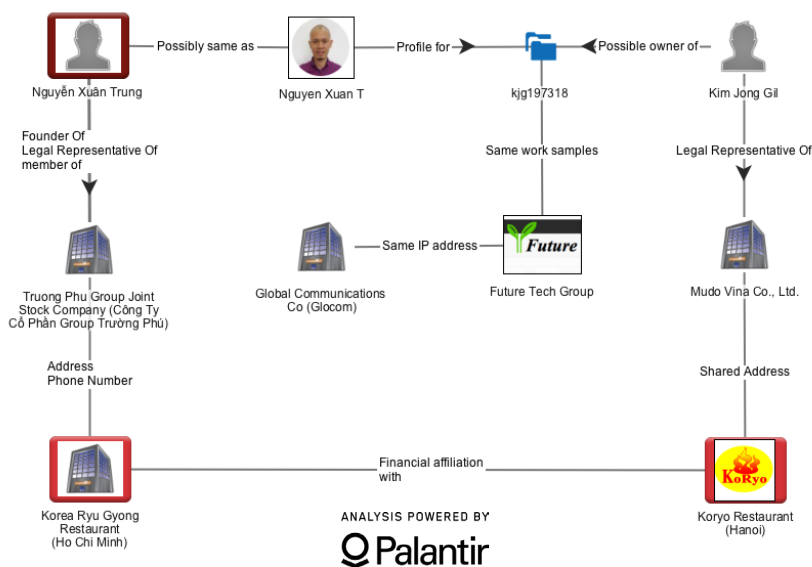 Possibly same as
Profile for
Possible owner of
Nguyễn Xuân Trung
Nguyen Xuan T
kjg197318
Kim Jong Gil
Founder Of
Legal Representative Of
member of
Same work samples
Legal Representative Of
Same IP address
Future
Truong Phu Group Joint
Stock Company (Công Ty
Cổ Phần Group Trường Phú)
Global Communications
Co (Glocom)
Future Tech Group
Mudo Vina Co., Ltd.
Address
Phone Number
Shared Address
Financial affiliation
with
KoRyo
Korea Ryu Gyong
Restaurant
(Ho Chi Minh)
Koryo Restaurant
(Hanoi)
ANALYSIS POWERED BY
Palantir